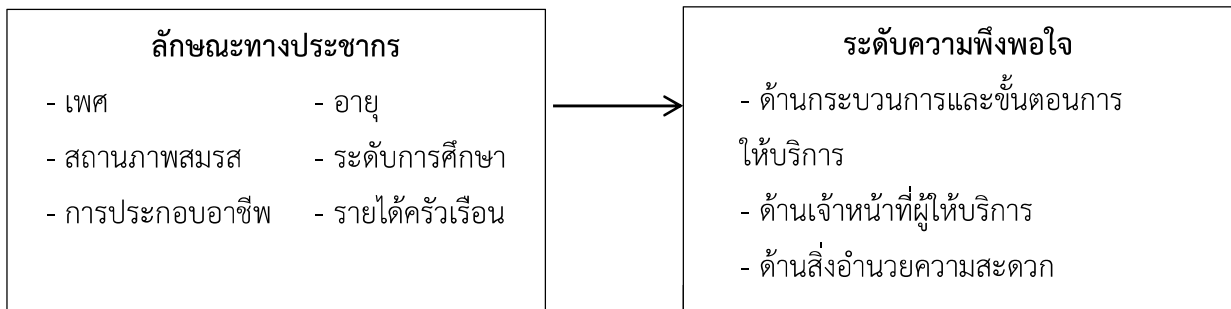 ลักษณะทางประชากร
- เพศ - อายุ
- สถานภาพสมรส - ระดับการศึกษา
- การประกอบอาชีพ - รายได้ครัวเรือน
ระดับความพึงพอใจ
- ด้านกระบวนการและขั้นตอนการ
ให้บริการ
- ด้านเจ้าหน้าที่ผู้ให้บริการ
- ด้านสิ่งอำนวยความสะดวก